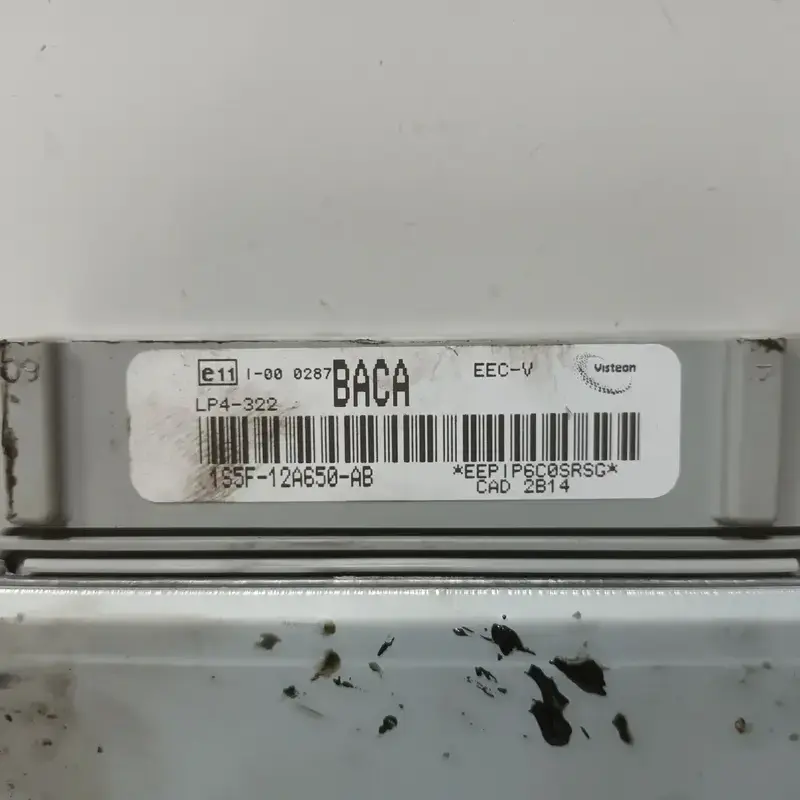 e11 I-00 0287 BACA EEC-V Visteon
LP4-322
1S5F-12A650-AB *EEPIP6C0SRSG*
CAD 2B14